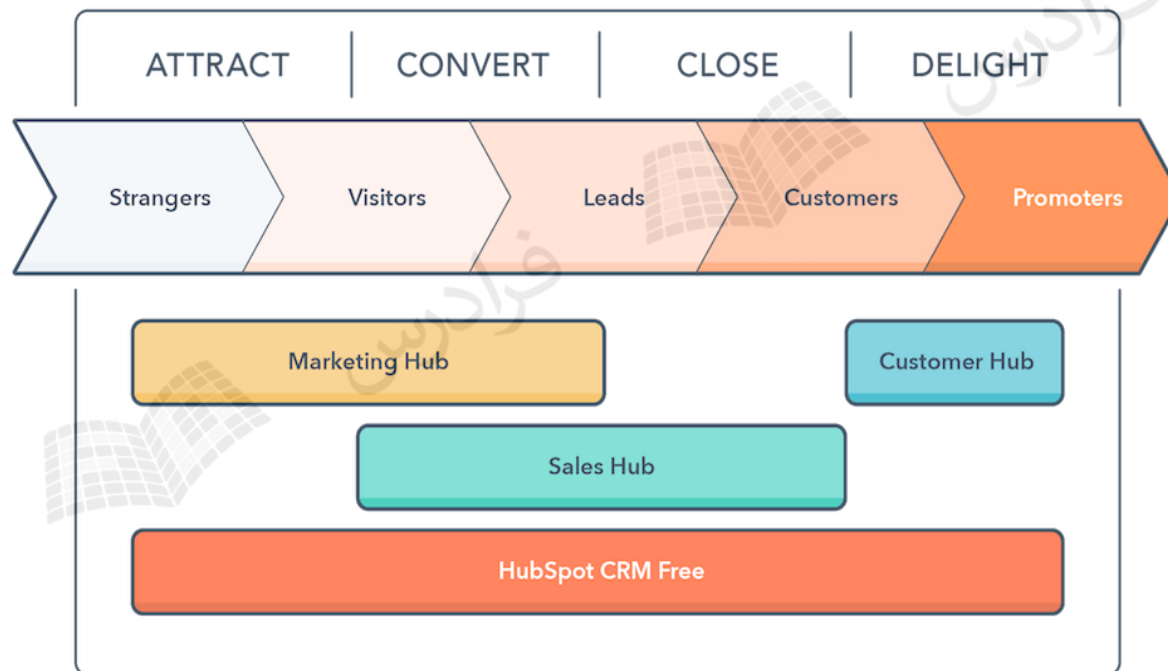 ATTRACT CONVERT CLOSE DELIGHT
Strangers Visitors Leads Customers Promoters
Marketing Hub Customer Hub
Sales Hub
HubSpot CRM Free
فرادرس
فرادرس